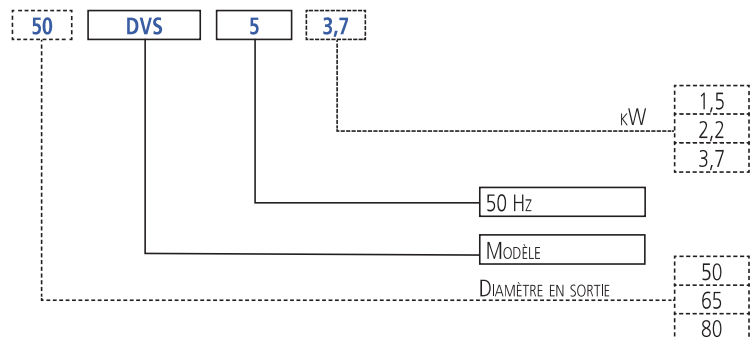 50 DVS 5 3,7
1,5
kW
2,2
3,7
50 Hz
Modèle
50
Diamètre en sortie
65
80